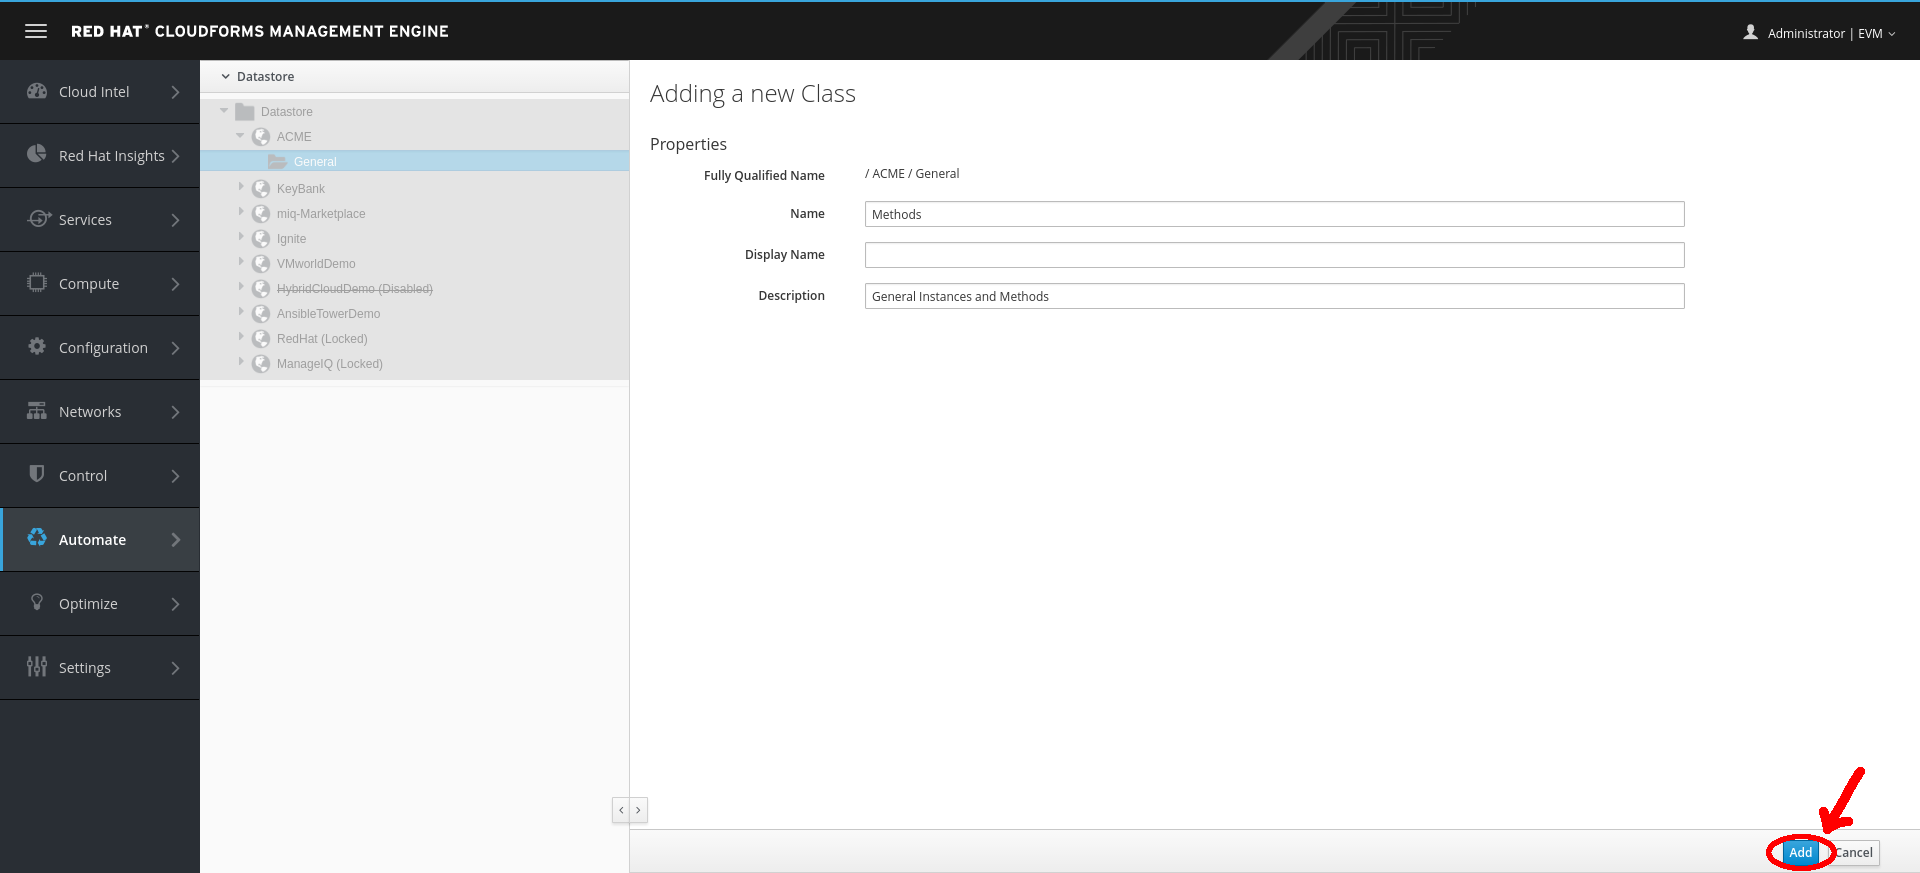 RED HAT® CLOUDFORMS MANAGEMENT ENGINE
Administrator | EVM
Cloud Intel
Red Hat Insights
Services
Compute
Configuration
Networks
Control
Automate
Optimize
Settings
Datastore
Datastore
ACME
General
KeyBank
miq-Marketplace
Ignite
VMworldDemo
HybridCloudDemo (Disabled)
AnsibleTowerDemo
RedHat (Locked)
ManageIQ (Locked)
Adding a new Class
Properties
Fully Qualified Name / ACME / General
Name Methods
Display Name
Description General Instances and Methods
Add Cancel